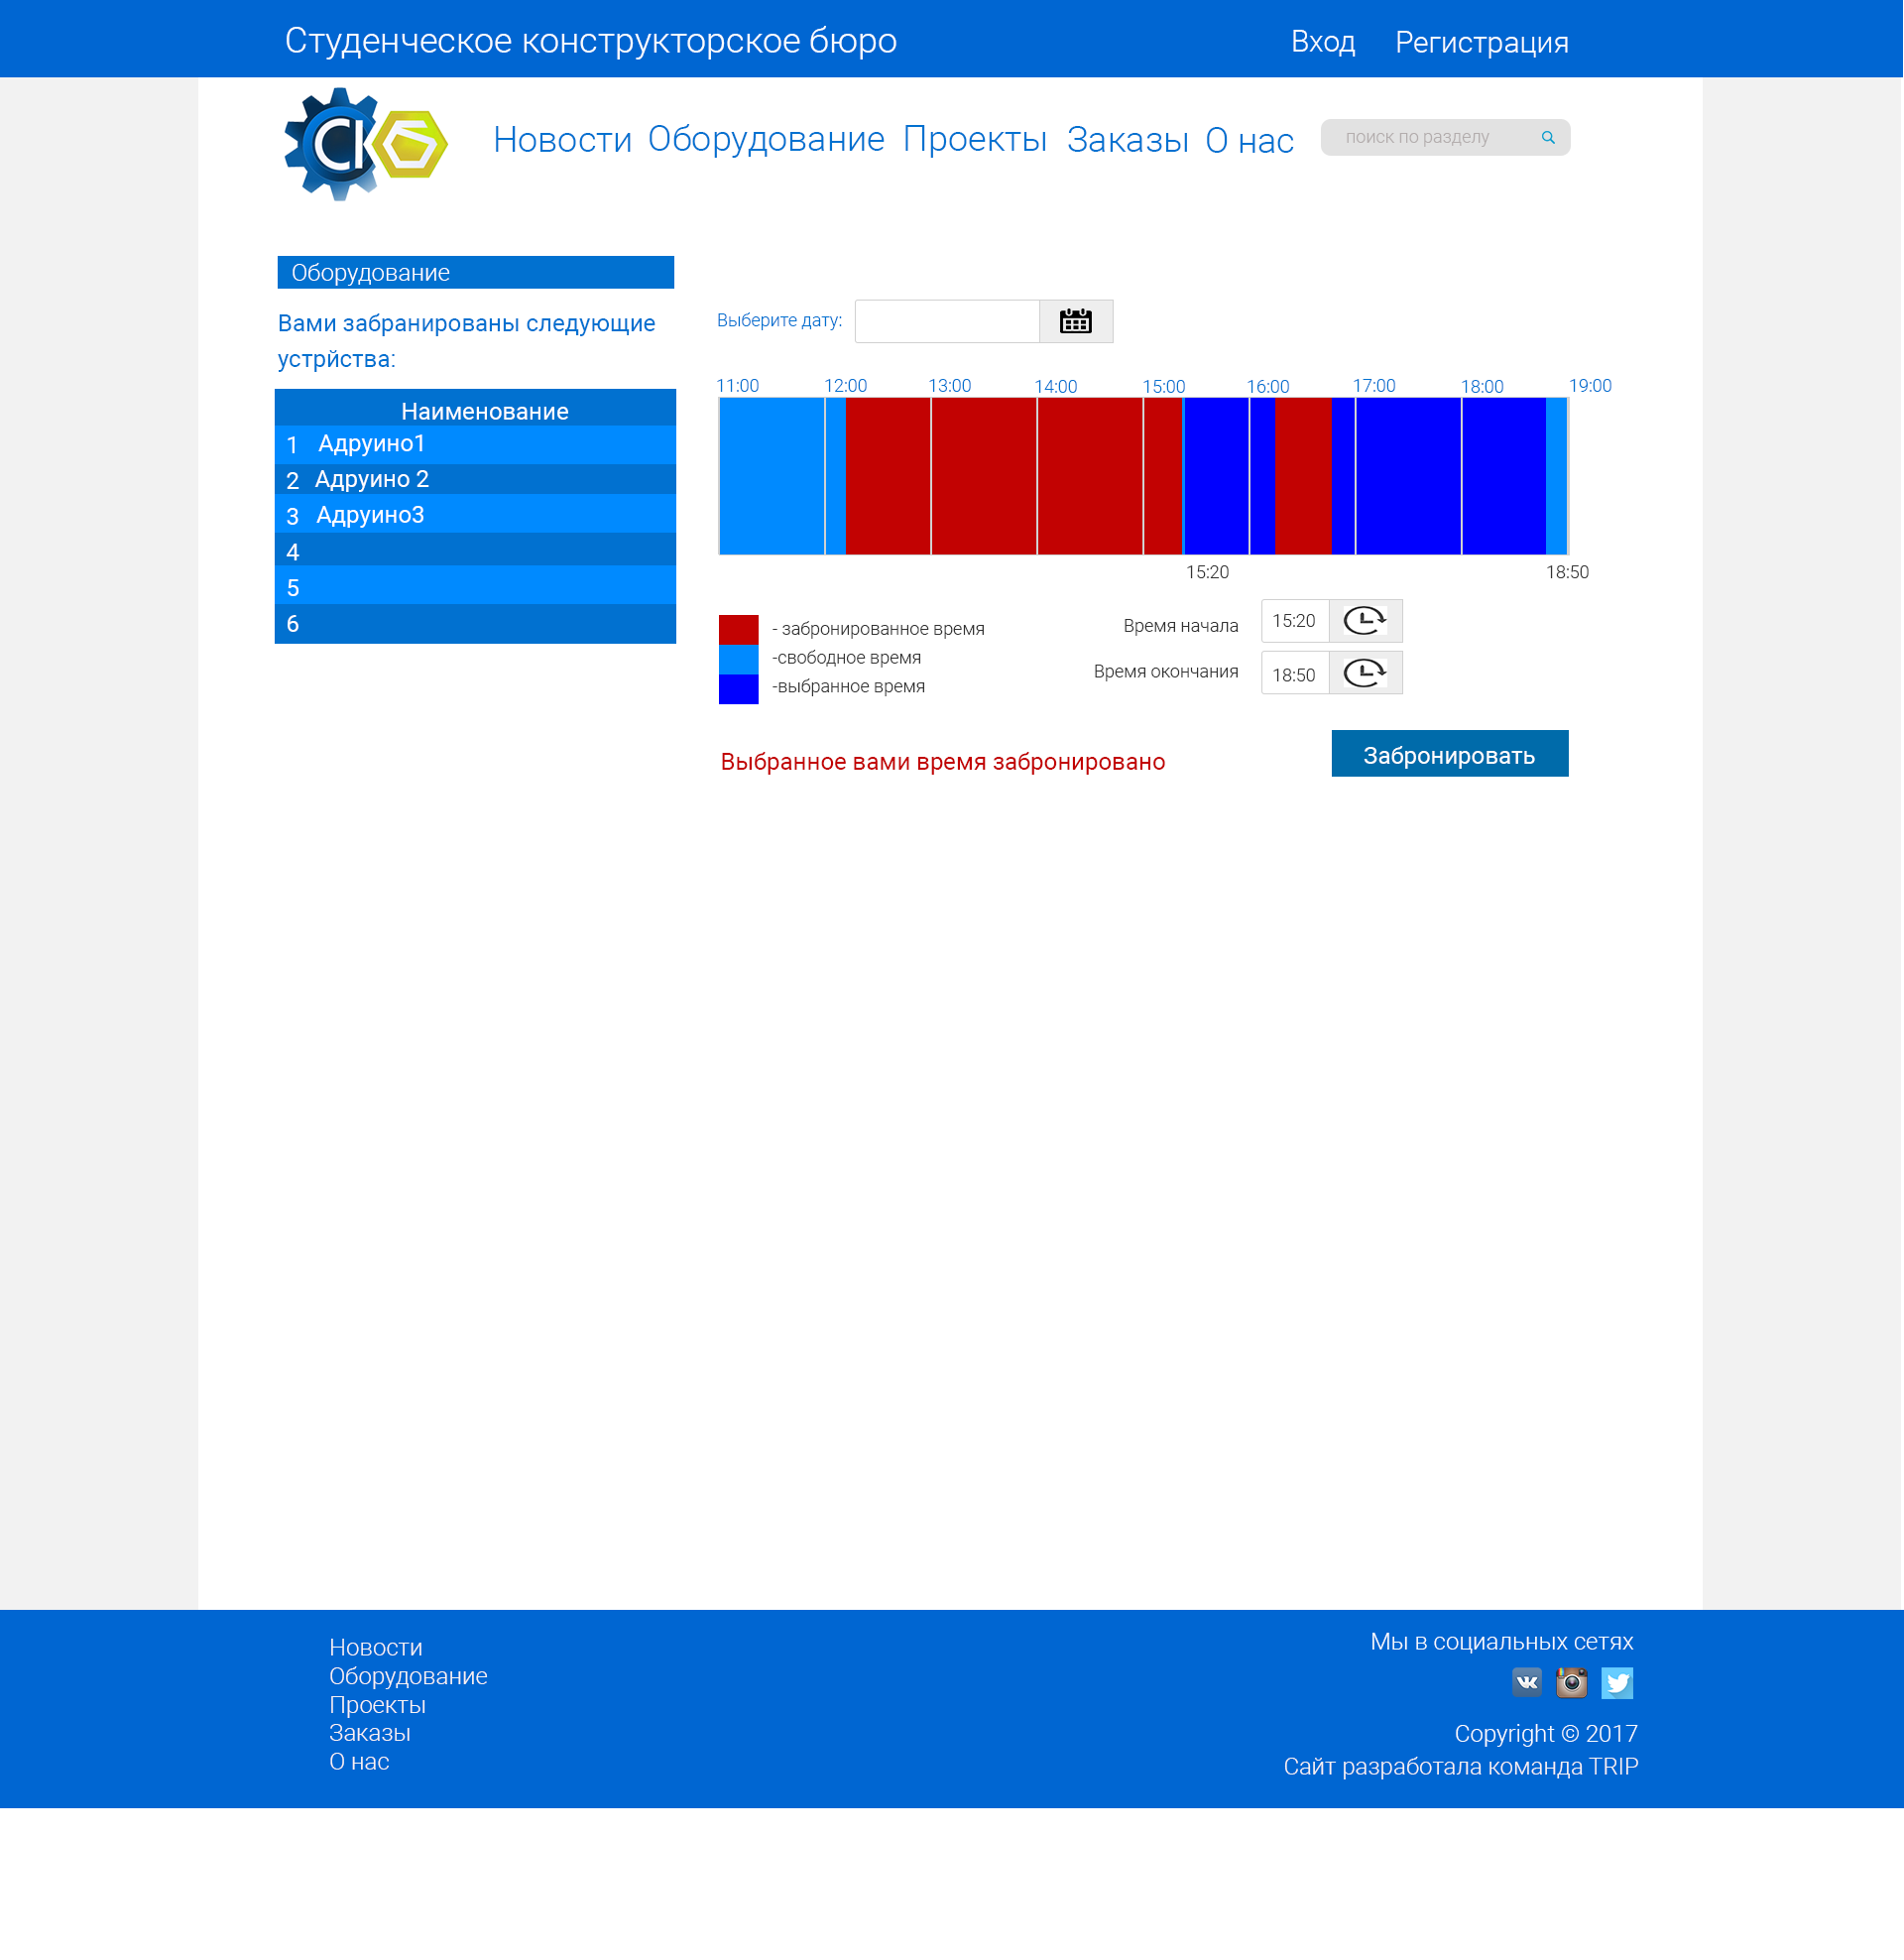 Студенческое конструкторское бюро
Вход Регистрация
СКБ
Новости Оборудование Проекты Заказы О нас
поиск по разделу
Оборудование
Вами забранированы следующие
устрйства:
Наименование
1 Адруино1
2 Адруино 2
3 Адруино3
4
5
6
Выберите дату:
11:00 12:00 13:00 14:00 15:00 16:00 17:00 18:00 19:00
15:20 18:50
- забронированное время
-свободное время
-выбранное время
Время начала 15:20
Время окончания 18:50
Выбранное вами время забронировано
Забронировать
Новости
Оборудование
Проекты
Заказы
О нас
Мы в социальных сетях
Copyright © 2017
Сайт разработала команда TRIP